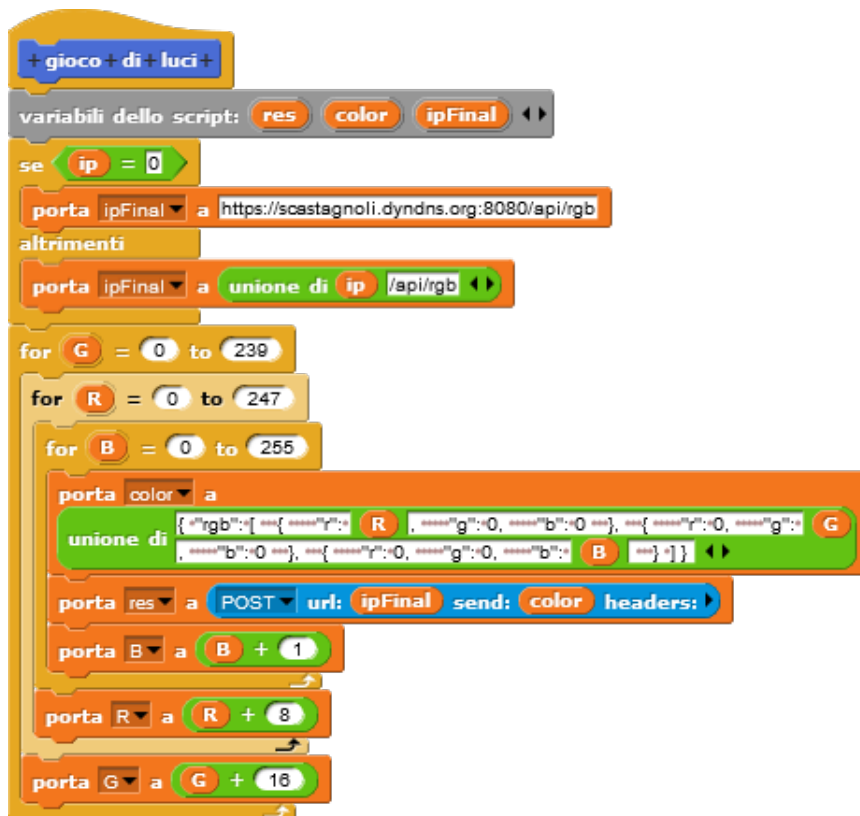 +gioco+di+luci+
variabili dello script: res color ipFinal
se ip = 0
porta ipFinal a https://scastagnoli.dyndns.org:8080/api/rgb
altrimenti
porta ipFinal a unione di ip /api/rgb
for G = 0 to 239
for R = 0 to 247
for B = 0 to 255
porta color a
unione di { "rgb": [ { "r": R , "g": 0, "b": 0 }, { "r": 0, "g": G
, "b": 0 }, { "r": 0, "g": 0, "b": B } ] }
porta res a POST url: ipFinal send: color headers:
porta B a B + 1
porta R a R + 8
porta G a G + 16